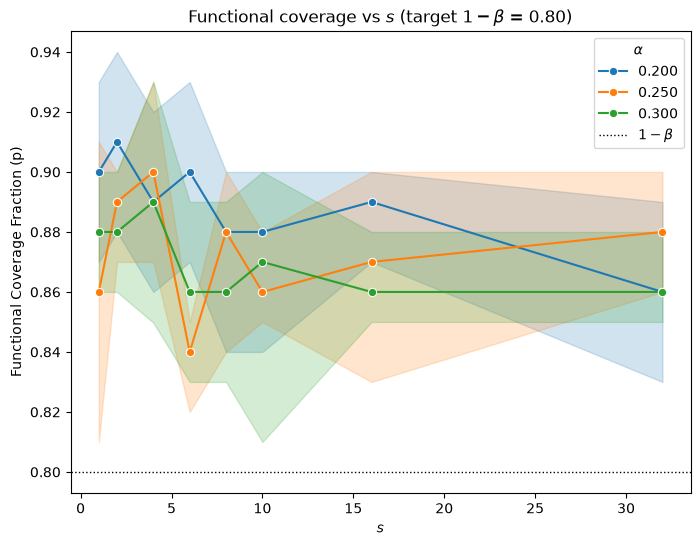 Functional coverage vs s (target 1 − β = 0.80)
Functional Coverage Fraction (p)
0.94
0.92
0.90
0.88
0.86
0.84
0.82
0.80
α
0.200
0.250
0.300
1 − β
0 5 10 15 20 25 30
s